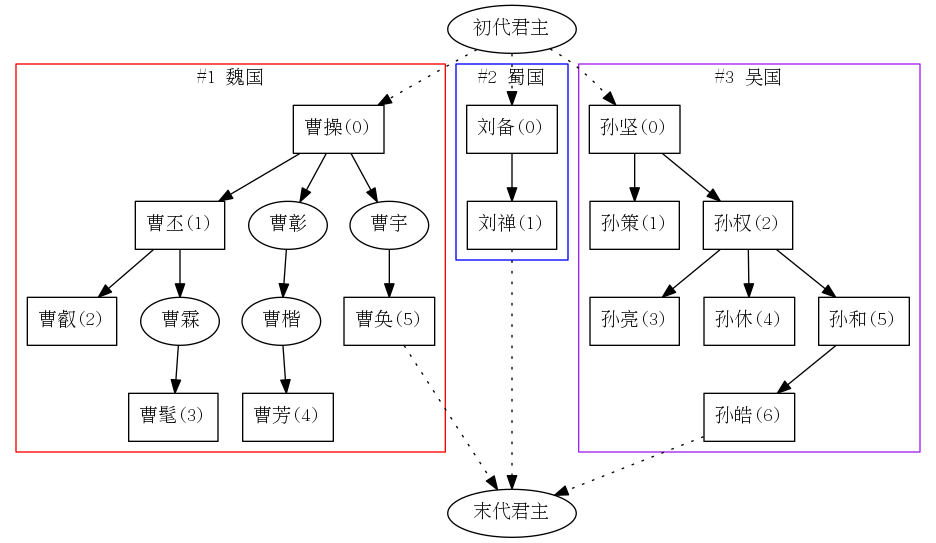 初代君主
#1 魏国
#2 蜀国
#3 吴国
曹操(0)
刘备(0)
孙坚(0)
曹丕(1)
曹彰
曹宇
刘禅(1)
孙策(1)
孙权(2)
曹叡(2)
曹霖
曹楷
曹奂(5)
孙亮(3)
孙休(4)
孙和(5)
曹髦(3)
曹芳(4)
孙皓(6)
末代君主